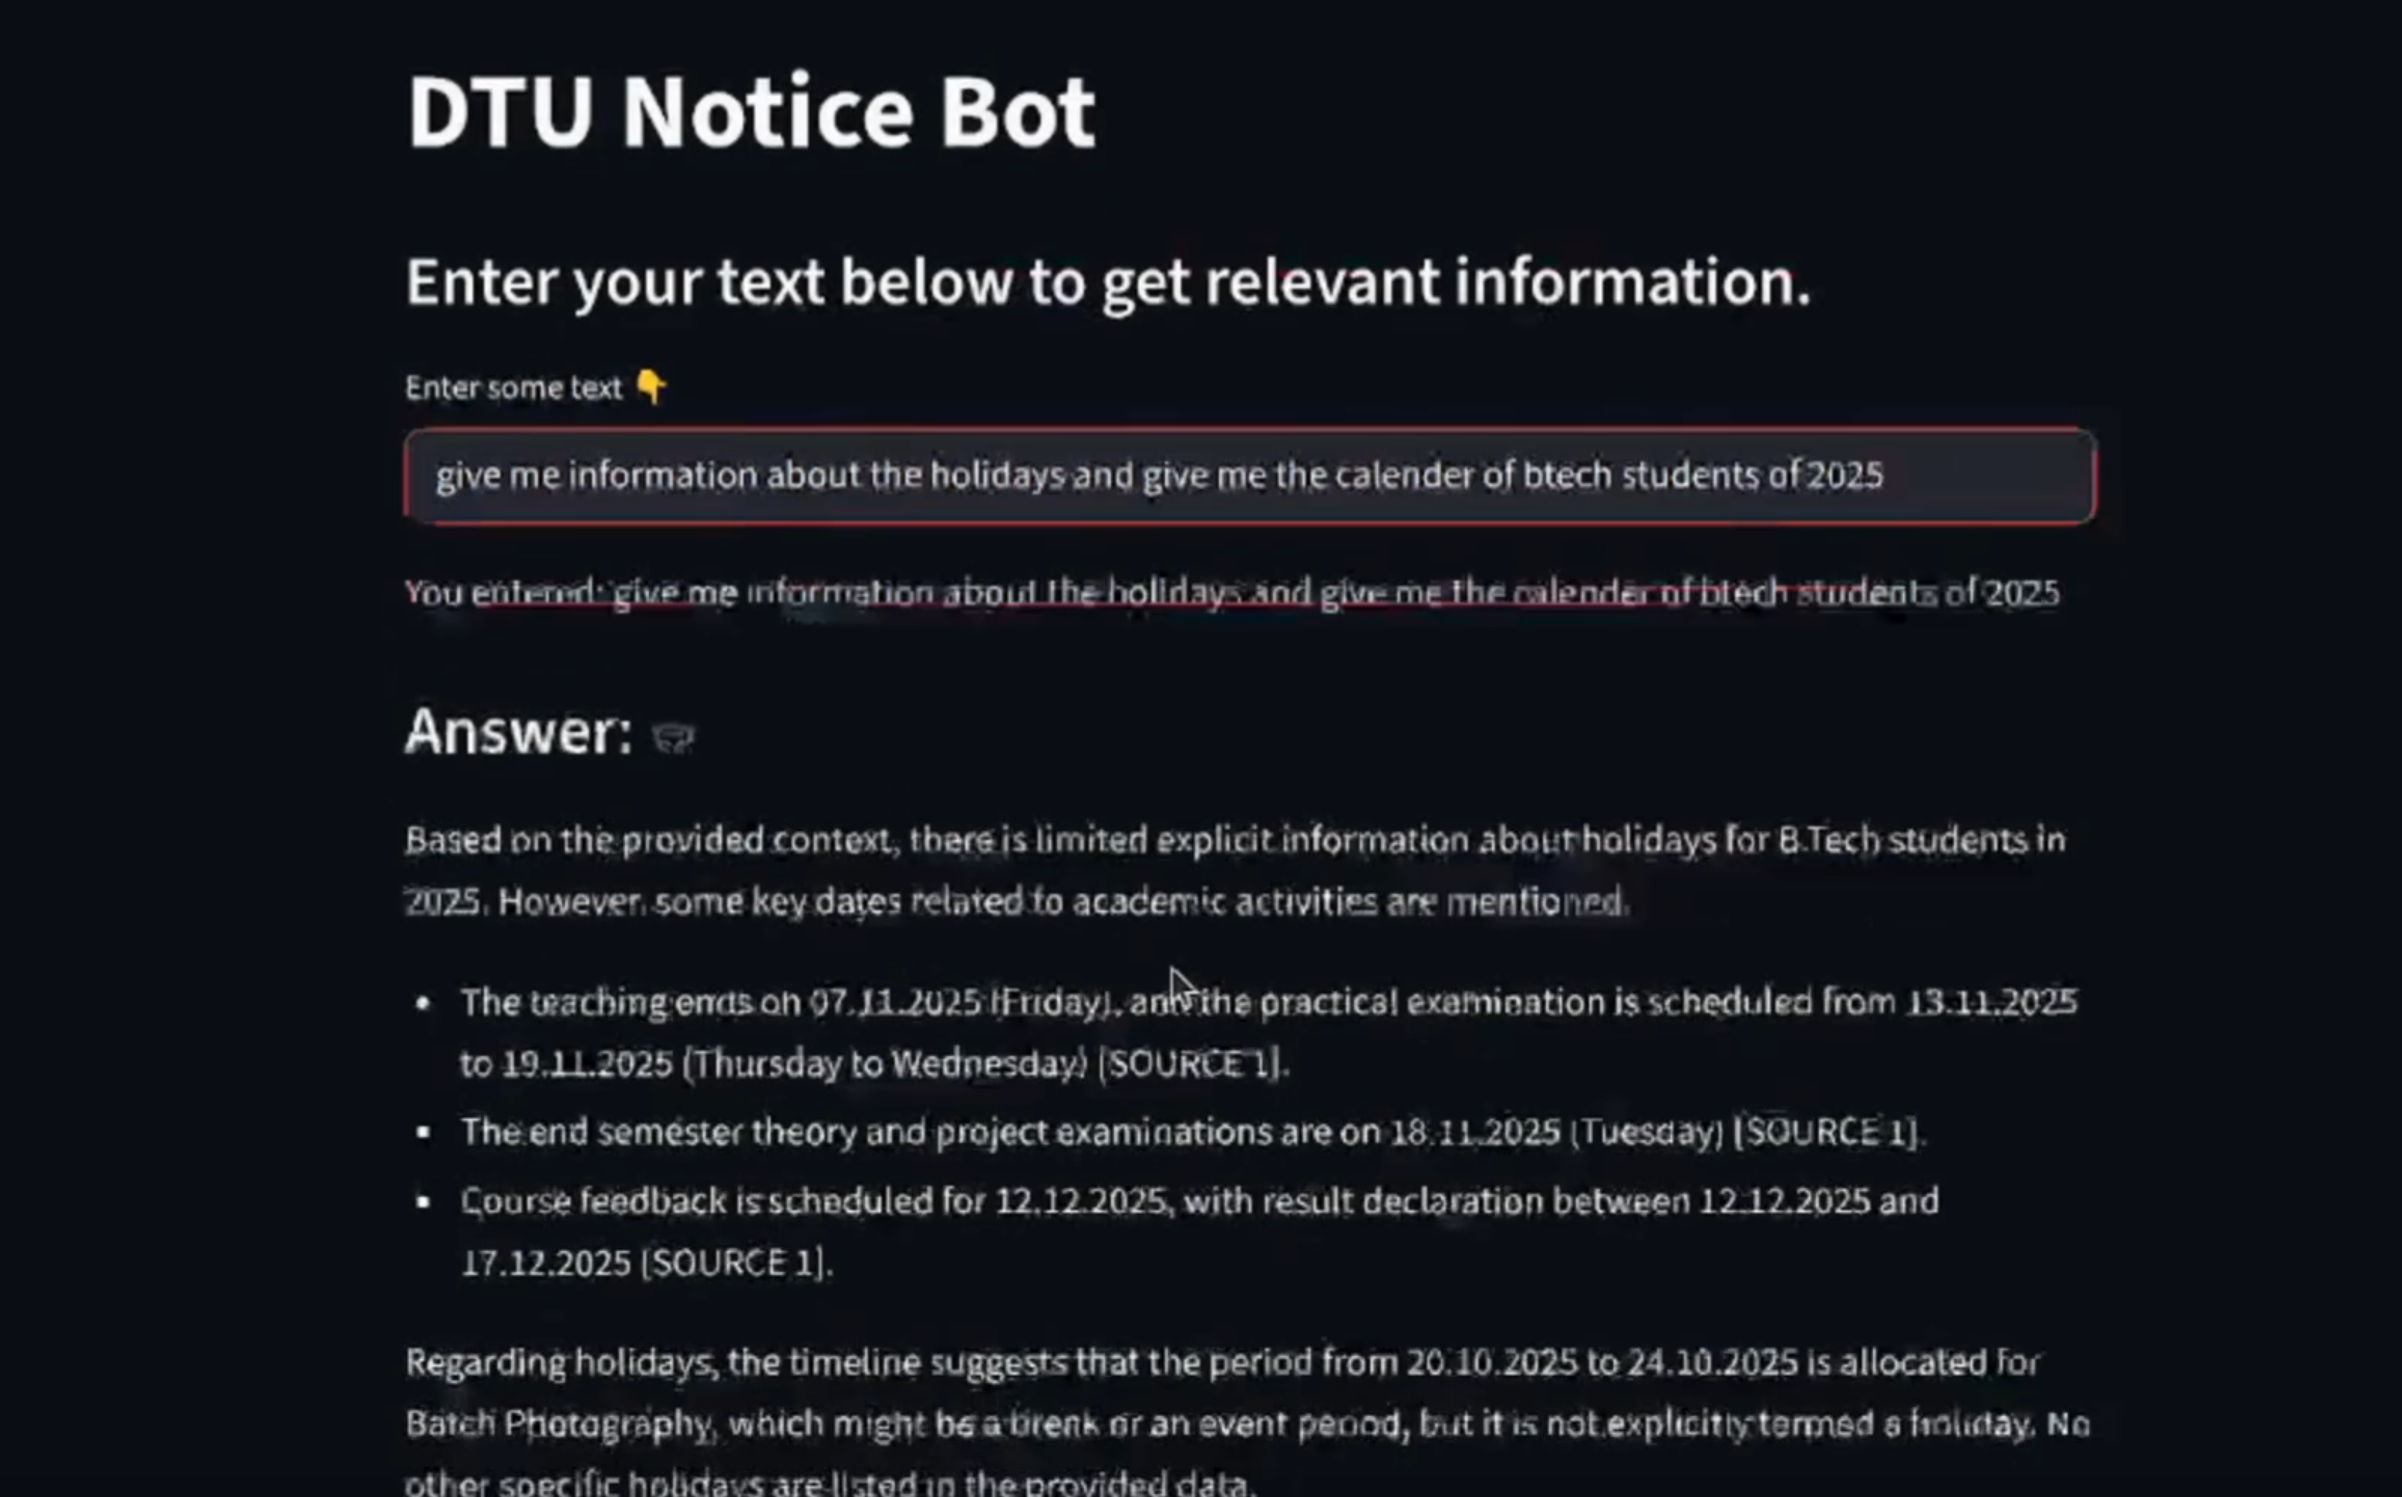 DTU Notice Bot
Enter your text below to get relevant information.
Enter some text 👇
give me information about the holidays and give me the calender of btech students of 2025
You entered: give me information about the holidays and give me the calender of btech students of 2025
Answer:
Based on the provided context, there is limited explicit information about holidays for B.Tech students in
2025. However, some key dates related to academic activities are mentioned.
• The teaching ends on 07.11.2025 (Friday), and the practical examination is scheduled from 13.11.2025
to 19.11.2025 (Thursday to Wednesday) [SOURCE 1].
▪ The end semester theory and project examinations are on 18.11.2025 (Tuesday) [SOURCE 1].
▪ Course feedback is scheduled for 12.12.2025, with result declaration between 12.12.2025 and
17.12.2025 [SOURCE 1].
Regarding holidays, the timeline suggests that the period from 20.10.2025 to 24.10.2025 is allocated for
Batch Photography, which might be a break or an event period, but it is not explicitly termed a holiday. No
other specific holidays are listed in the provided data.